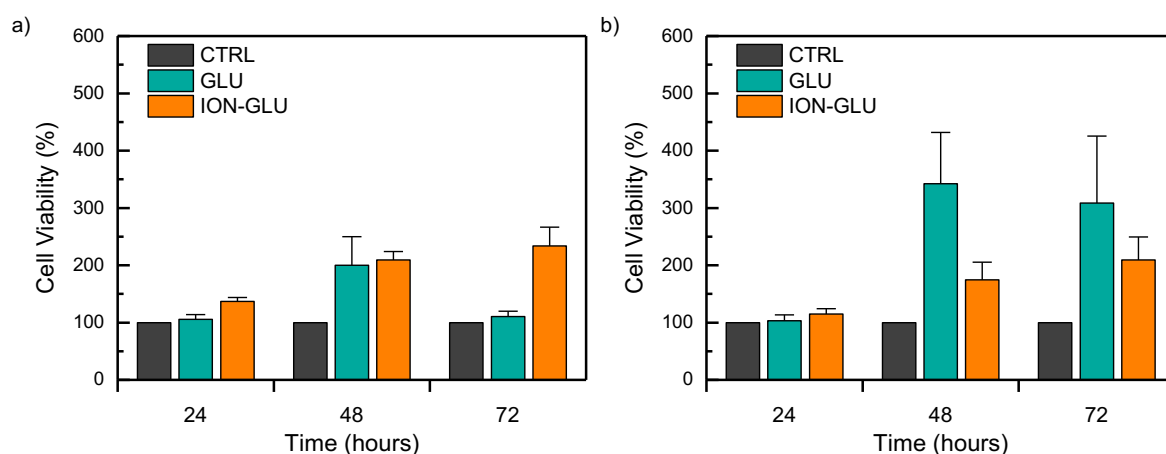 a)
600
500
400
300
200
100
0
Cell Viability (%)
CTRL
GLU
ION-GLU
24
48
72
Time (hours)
b)
600
500
400
300
200
100
0
Cell Viability (%)
CTRL
GLU
ION-GLU
24
48
72
Time (hours)